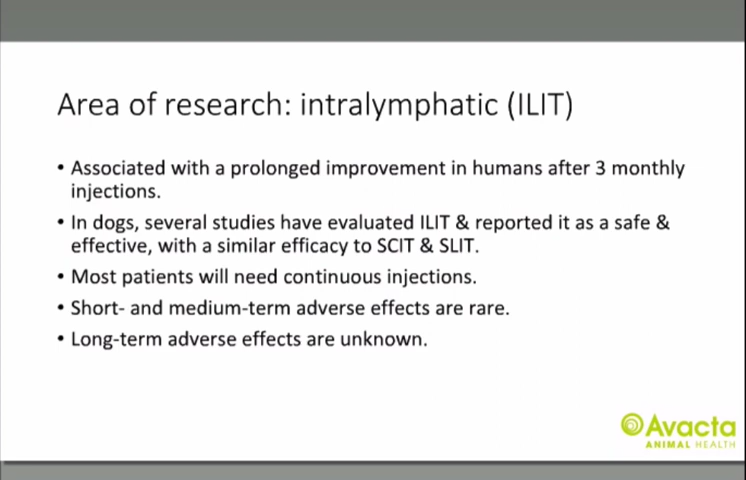 Area of research: intralymphatic (ILIT)
• Associated with a prolonged improvement in humans after 3 monthly
injections.
• In dogs, several studies have evaluated ILIT & reported it as a safe &
effective, with a similar efficacy to SCIT & SLIT.
• Most patients will need continuous injections.
• Short- and medium-term adverse effects are rare.
• Long-term adverse effects are unknown.
Avacta
ANIMAL HEALTH